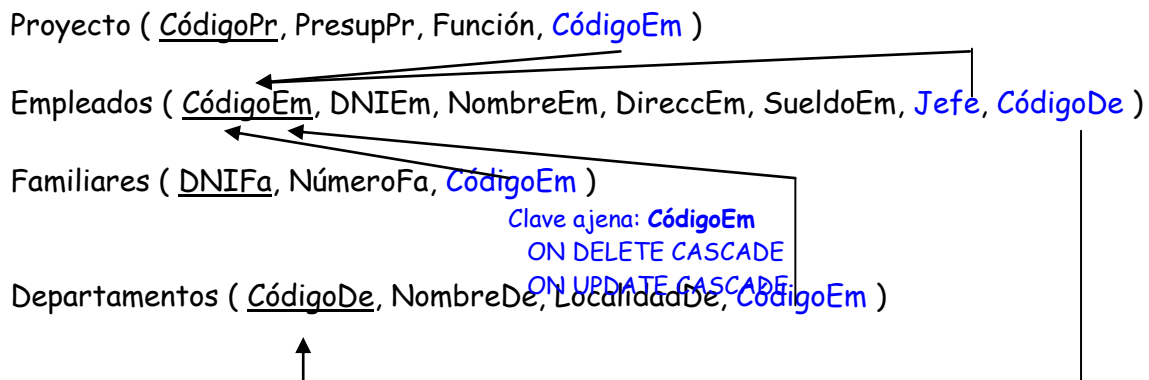 Proyecto ( CódigoPr, PresupPr, Función, CódigoEm )
Empleados ( CódigoEm, DNIEm, NombreEm, DireccEm, SueldoEm, Jefe, CódigoDe )
Familiares ( DNIFa, NúmeroFa, CódigoEm )
Clave ajena: CódigoEm
ON DELETE CASCADE
ON UPDATE CASCADE
Departamentos ( CódigoDe, NombreDe, LocalidadDe, CódigoEm )